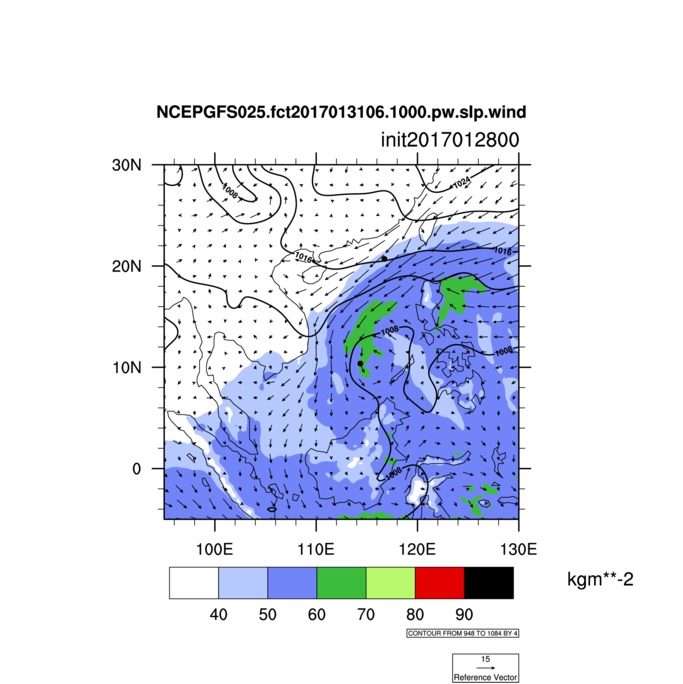 NCEPGFS025.fct2017013106.1000.pw.slp.wind
init2017012800
30N
20N
10N
0
1008
1024
1016
1016
1008
1008
1008
100E
110E
120E
130E
40
50
60
70
80
90
kgm**-2
CONTOUR FROM 948 TO 1084 BY 4
15
Reference Vector